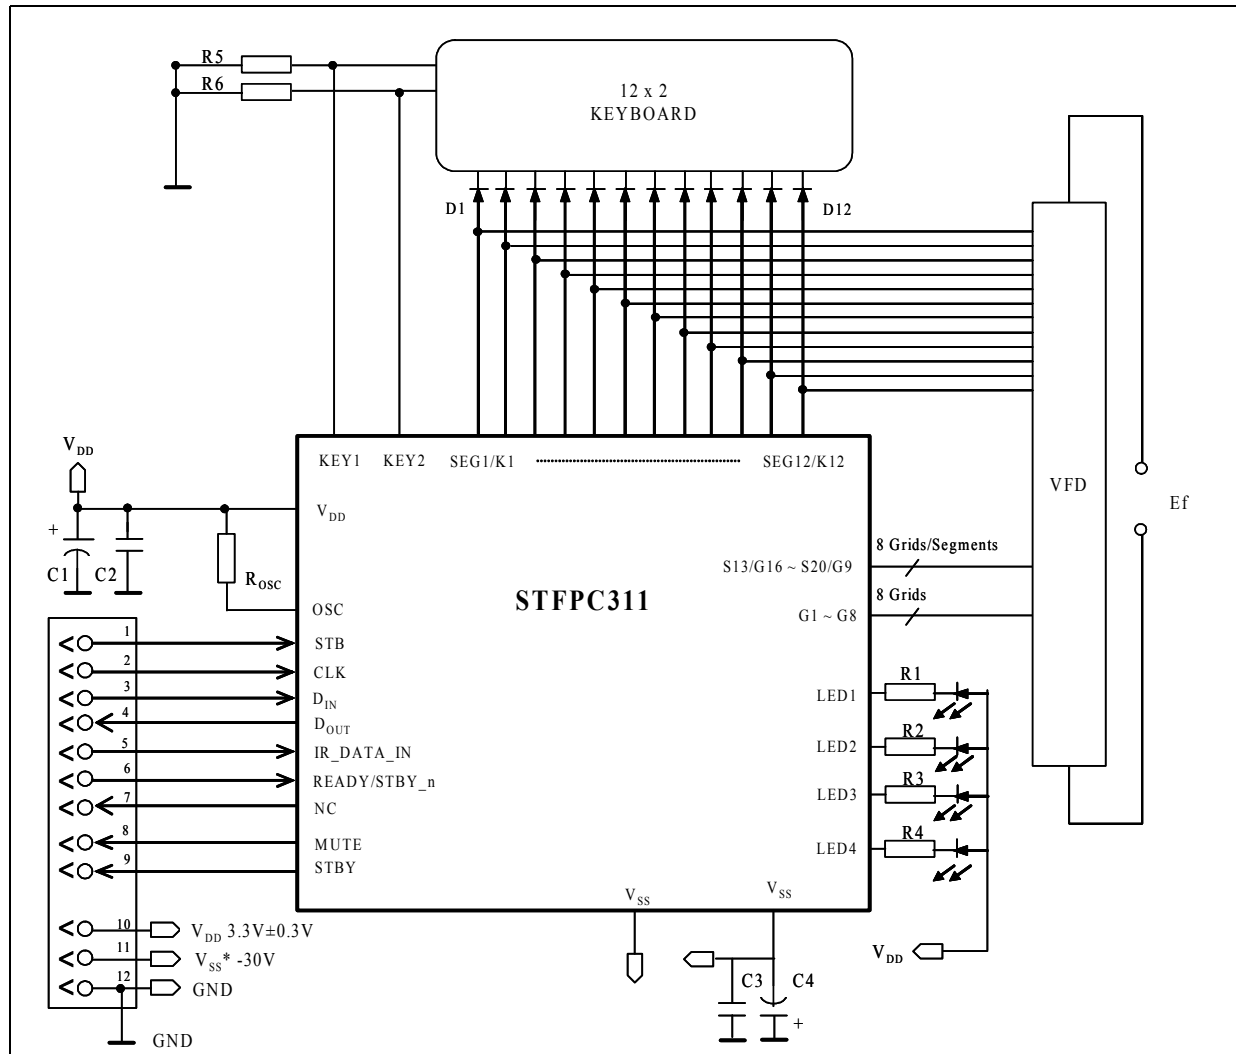 R5
R6
12 x 2
KEYBOARD
D1
D12
VDD
KEY1
KEY2
SEG1/K1
SEG12/K12
VFD
Ef
VDD
+
C1
C2
ROSC
OSC
STFPC311
8 Grids/Segments
S13/G16 ~ S20/G9
8 Grids
G1 ~ G8
1
STB
2
CLK
3
DIN
4
DOUT
5
IR_DATA_IN
6
READY/STBY_n
7
NC
8
MUTE
9
STBY
LED1
R1
LED2
R2
LED3
R3
LED4
R4
VSS
VSS
10
VDD 3.3V±0.3V
11
VSS* -30V
12
GND
GND
VDD
C3
C4
+